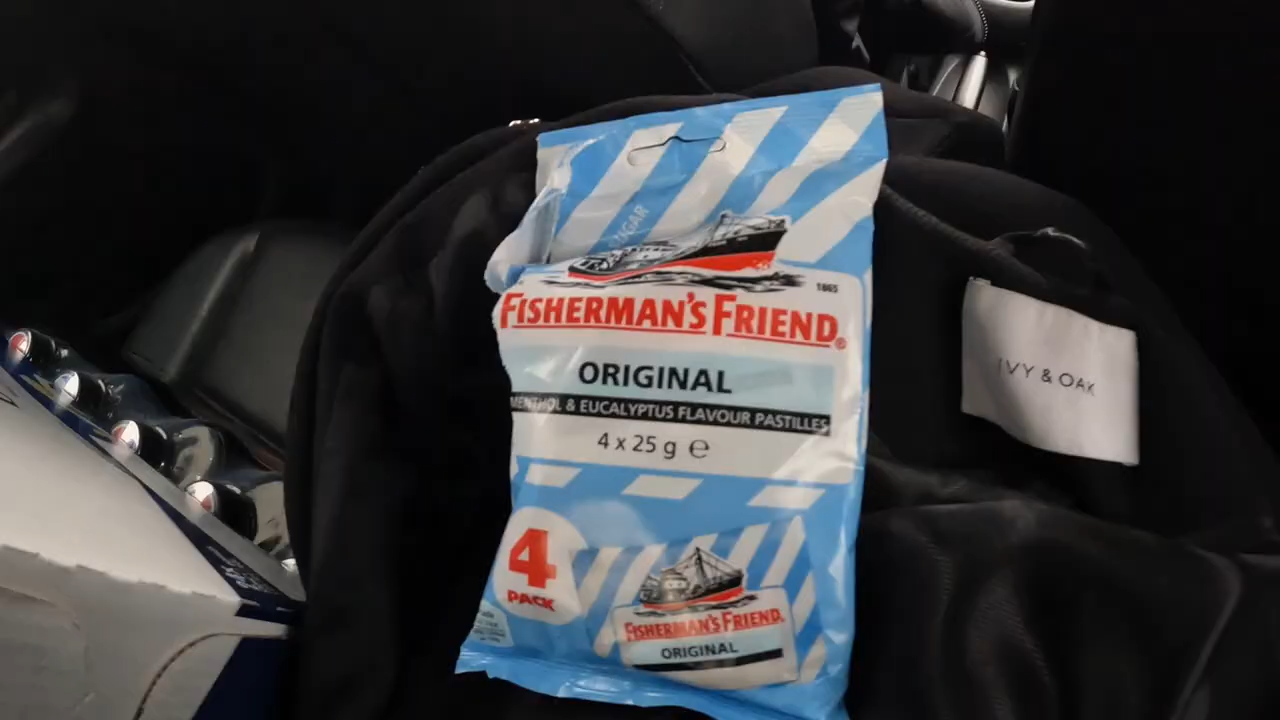 SUGAR
1865
FISHERMAN'S FRIEND®
ORIGINAL
MENTHOL & EUCALYPTUS FLAVOUR PASTILLES
4 x 25 g ℮
4
PACK
FISHERMAN'S FRIEND.
ORIGINAL
IVY & OAK